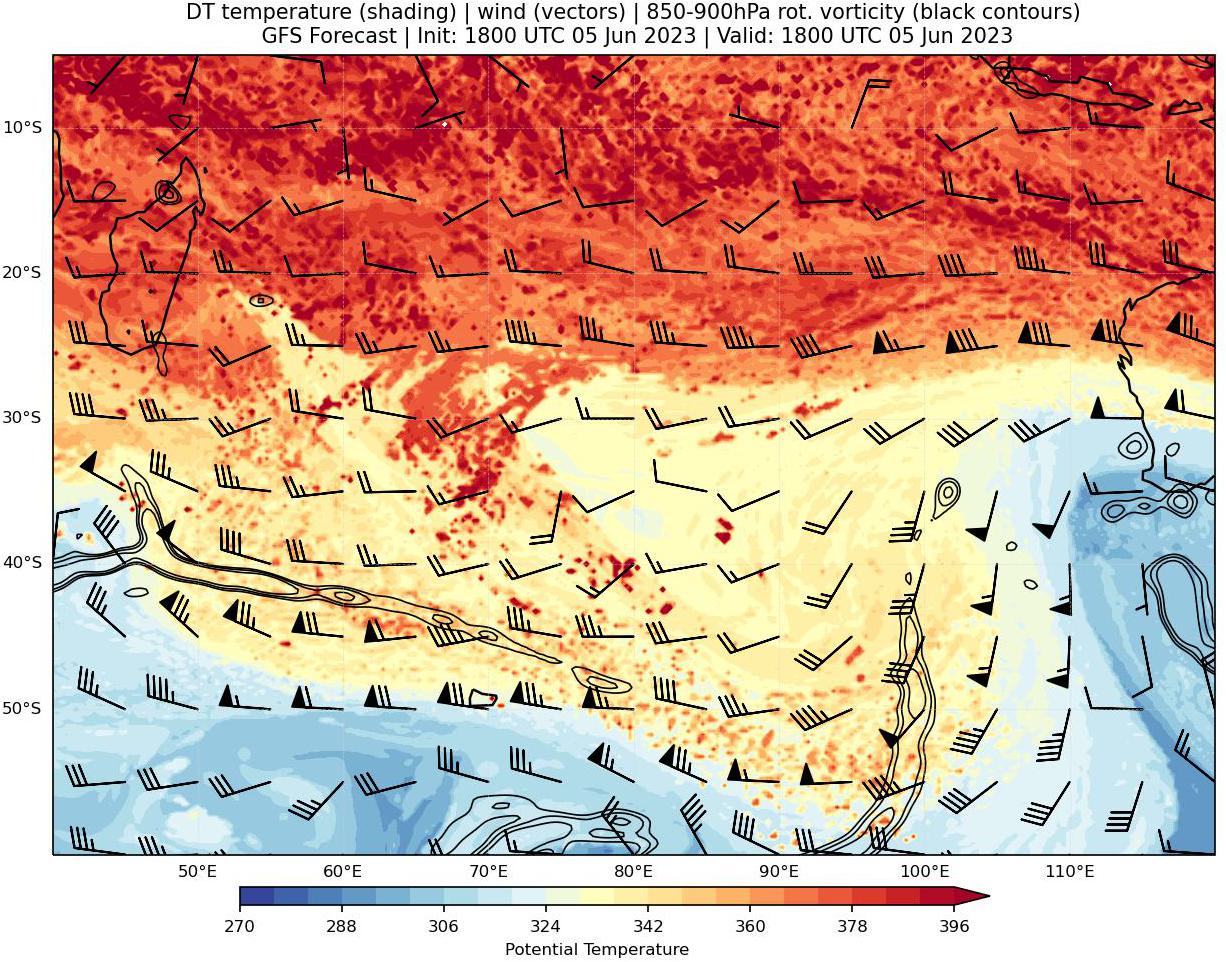 DT temperature (shading) | wind (vectors) | 850-900hPa rot. vorticity (black contours)
GFS Forecast | Init: 1800 UTC 05 Jun 2023 | Valid: 1800 UTC 05 Jun 2023
10°S
20°S
30°S
40°S
50°S
50°E 60°E 70°E 80°E 90°E 100°E 110°E
270 288 306 324 342 360 378 396
Potential Temperature